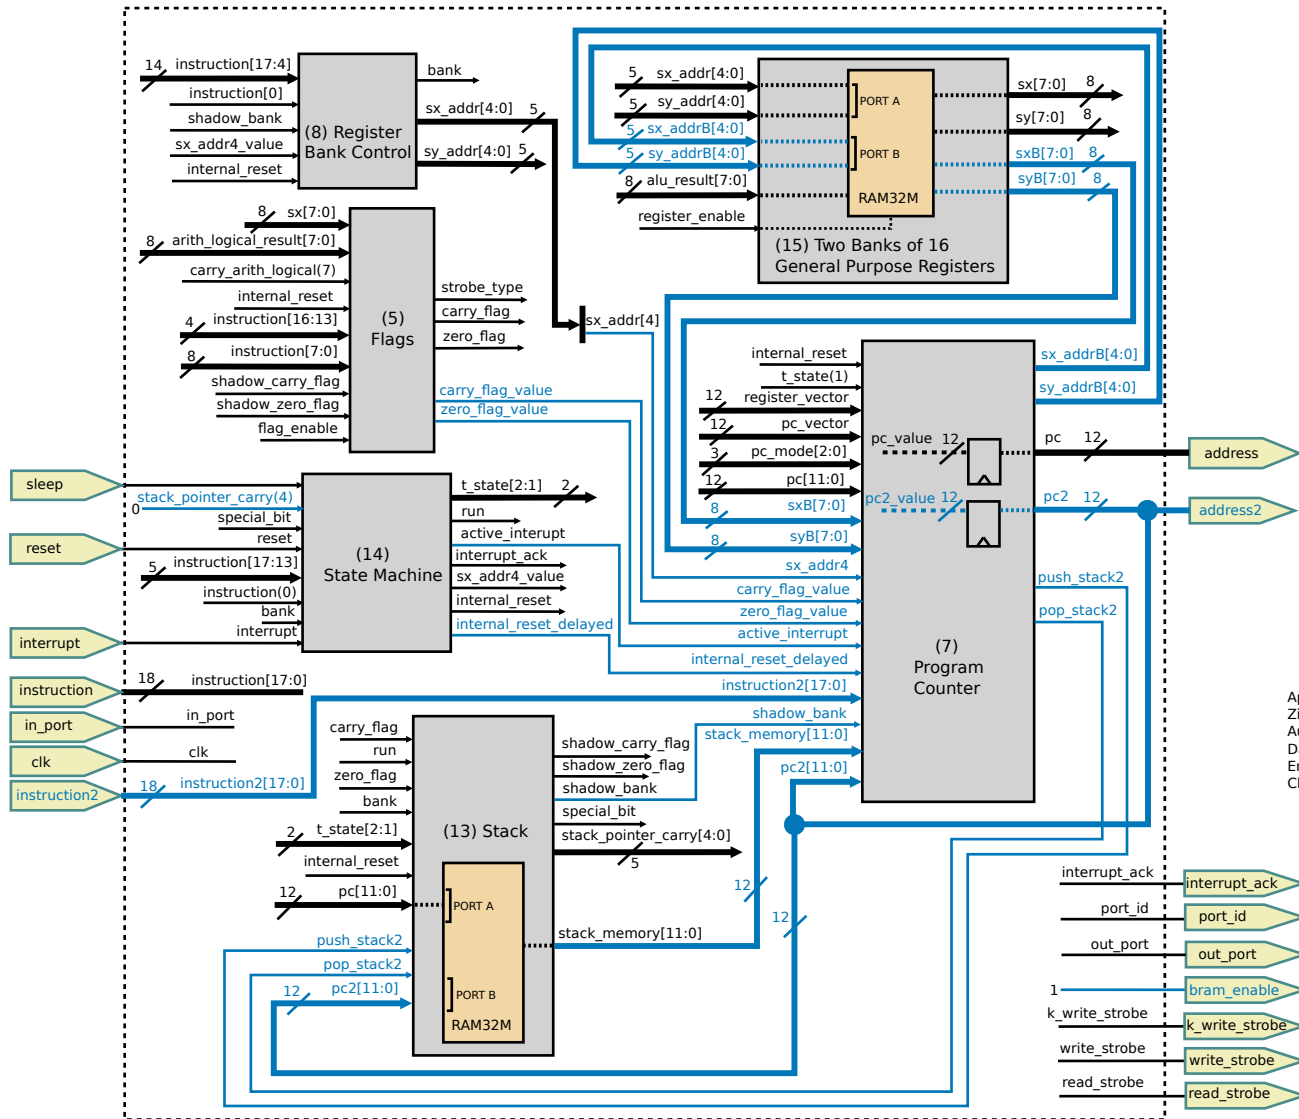 14
instruction[17:4]
instruction[0]
shadow_bank
sx_addr4_value
internal_reset
(8) Register
Bank Control
bank
sx_addr[4:0]
5
sy_addr[4:0]
5
5
sx_addr[4:0]
5
sy_addr[4:0]
5
sx_addrB[4:0]
5
sy_addrB[4:0]
8
alu_result[7:0]
register_enable
PORT A
PORT B
RAM32M
(15) Two Banks of 16
General Purpose Registers
sx[7:0]
8
sy[7:0]
8
sxB[7:0]
8
syB[7:0]
8
8
sx[7:0]
8
arith_logical_result[7:0]
carry_arith_logical(7)
internal_reset
4
instruction[16:13]
8
instruction[7:0]
shadow_carry_flag
shadow_zero_flag
flag_enable
(5)
Flags
strobe_type
carry_flag
zero_flag
carry_flag_value
zero_flag_value
sx_addr[4]
internal_reset
t_state(1)
12
register_vector
12
pc_vector
3
pc_mode[2:0]
12
pc[11:0]
8
sxB[7:0]
8
syB[7:0]
sx_addr4
carry_flag_value
zero_flag_value
active_interrupt
internal_reset_delayed
instruction2[17:0]
shadow_bank
stack_memory[11:0]
pc2[11:0]
pc_value
12
pc2_value
12
(7)
Program
Counter
sx_addrB[4:0]
sy_addrB[4:0]
pc
12
pc2
12
push_stack2
pop_stack2
address
address2
sleep
reset
interrupt
instruction
in_port
clk
instruction2
stack_pointer_carry(4)
0
special_bit
reset
5
instruction[17:13]
instruction(0)
bank
interrupt
(14)
State Machine
t_state[2:1]
2
run
active_interupt
interrupt_ack
sx_addr4_value
internal_reset
internal_reset_delayed
18
instruction[17:0]
in_port
clk
18
instruction2[17:0]
carry_flag
run
zero_flag
bank
2
t_state[2:1]
internal_reset
12
pc[11:0]
push_stack2
pop_stack2
12
pc2[11:0]
(13) Stack
PORT A
PORT B
RAM32M
shadow_carry_flag
shadow_zero_flag
shadow_bank
special_bit
stack_pointer_carry[4:0]
5
stack_memory[11:0]
12
12
interrupt_ack
interrupt_ack
port_id
port_id
out_port
out_port
1
bram_enable
k_write_strobe
k_write_strobe
write_strobe
write_strobe
read_strobe
read_strobe